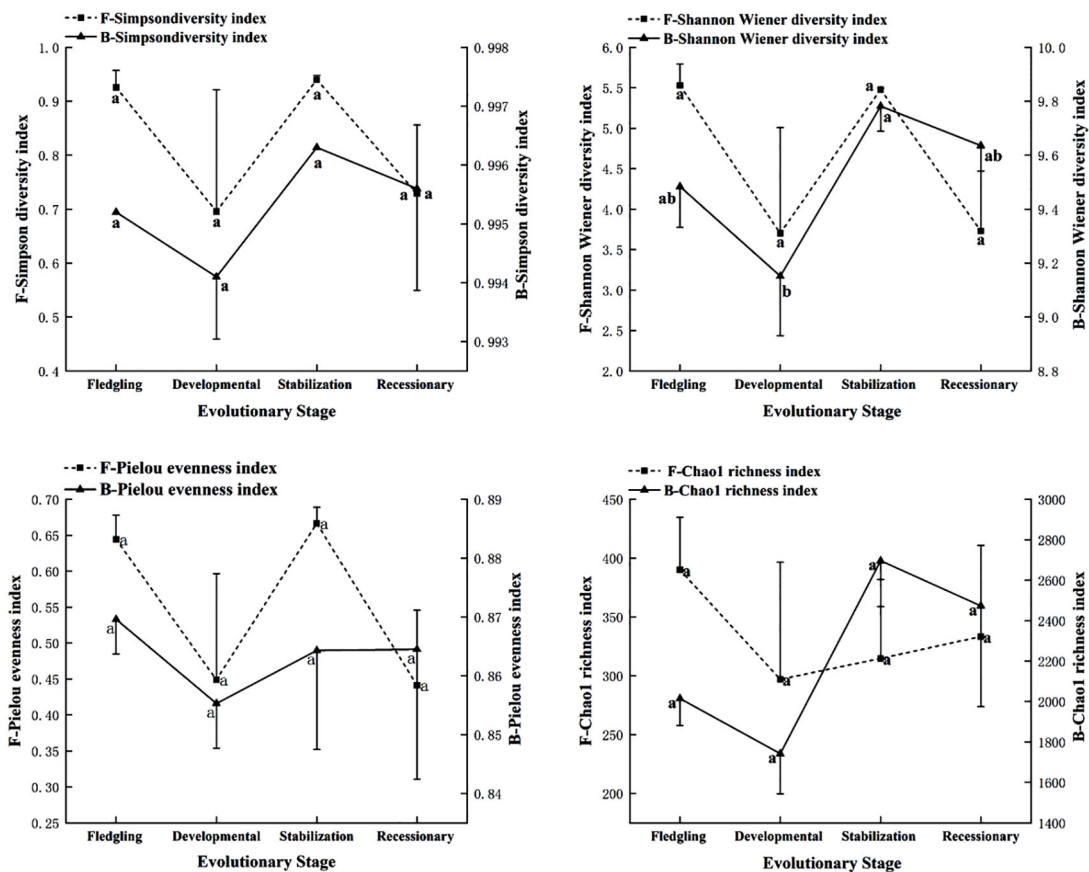 F-Simpsondiversity index
B-Simpsondiversity index
1.0
0.9
0.8
0.7
0.6
0.5
0.4
F-Simpson diversity index
0.998
0.997
0.996
0.995
0.994
0.993
B-Simpson diversity index
a
a
a
a
a
a
a
a
Fledgling Developmental Stabilization Recessionary
Evolutionary Stage
F-Shannon Wiener diversity index
B-Shannon Wiener diversity index
6.0
5.5
5.0
4.5
4.0
3.5
3.0
2.5
2.0
F-Shannon Wiener diversity index
10.0
9.8
9.6
9.4
9.2
9.0
8.8
B-Shannon Wiener diversity index
a
a
a
ab
ab
a
b
a
Fledgling Developmental Stabilization Recessionary
Evolutionary Stage
F-Pielou evenness index
B-Pielou evenness index
0.70
0.65
0.60
0.55
0.50
0.45
0.40
0.35
0.30
0.25
F-Pielou evenness index
0.89
0.88
0.87
0.86
0.85
0.84
B-Pielou evenness index
a
a
a
a
a
a
a
a
Fledgling Developmental Stabilization Recessionary
Evolutionary Stage
F-Chao1 richness index
B-Chao1 richness index
450
400
350
300
250
200
F-Chao1 richness index
3000
2800
2600
2400
2200
2000
1800
1600
1400
B-Chao1 richness index
a
a
a
a
a
a
a
a
Fledgling Developmental Stabilization Recessionary
Evolutionary Stage